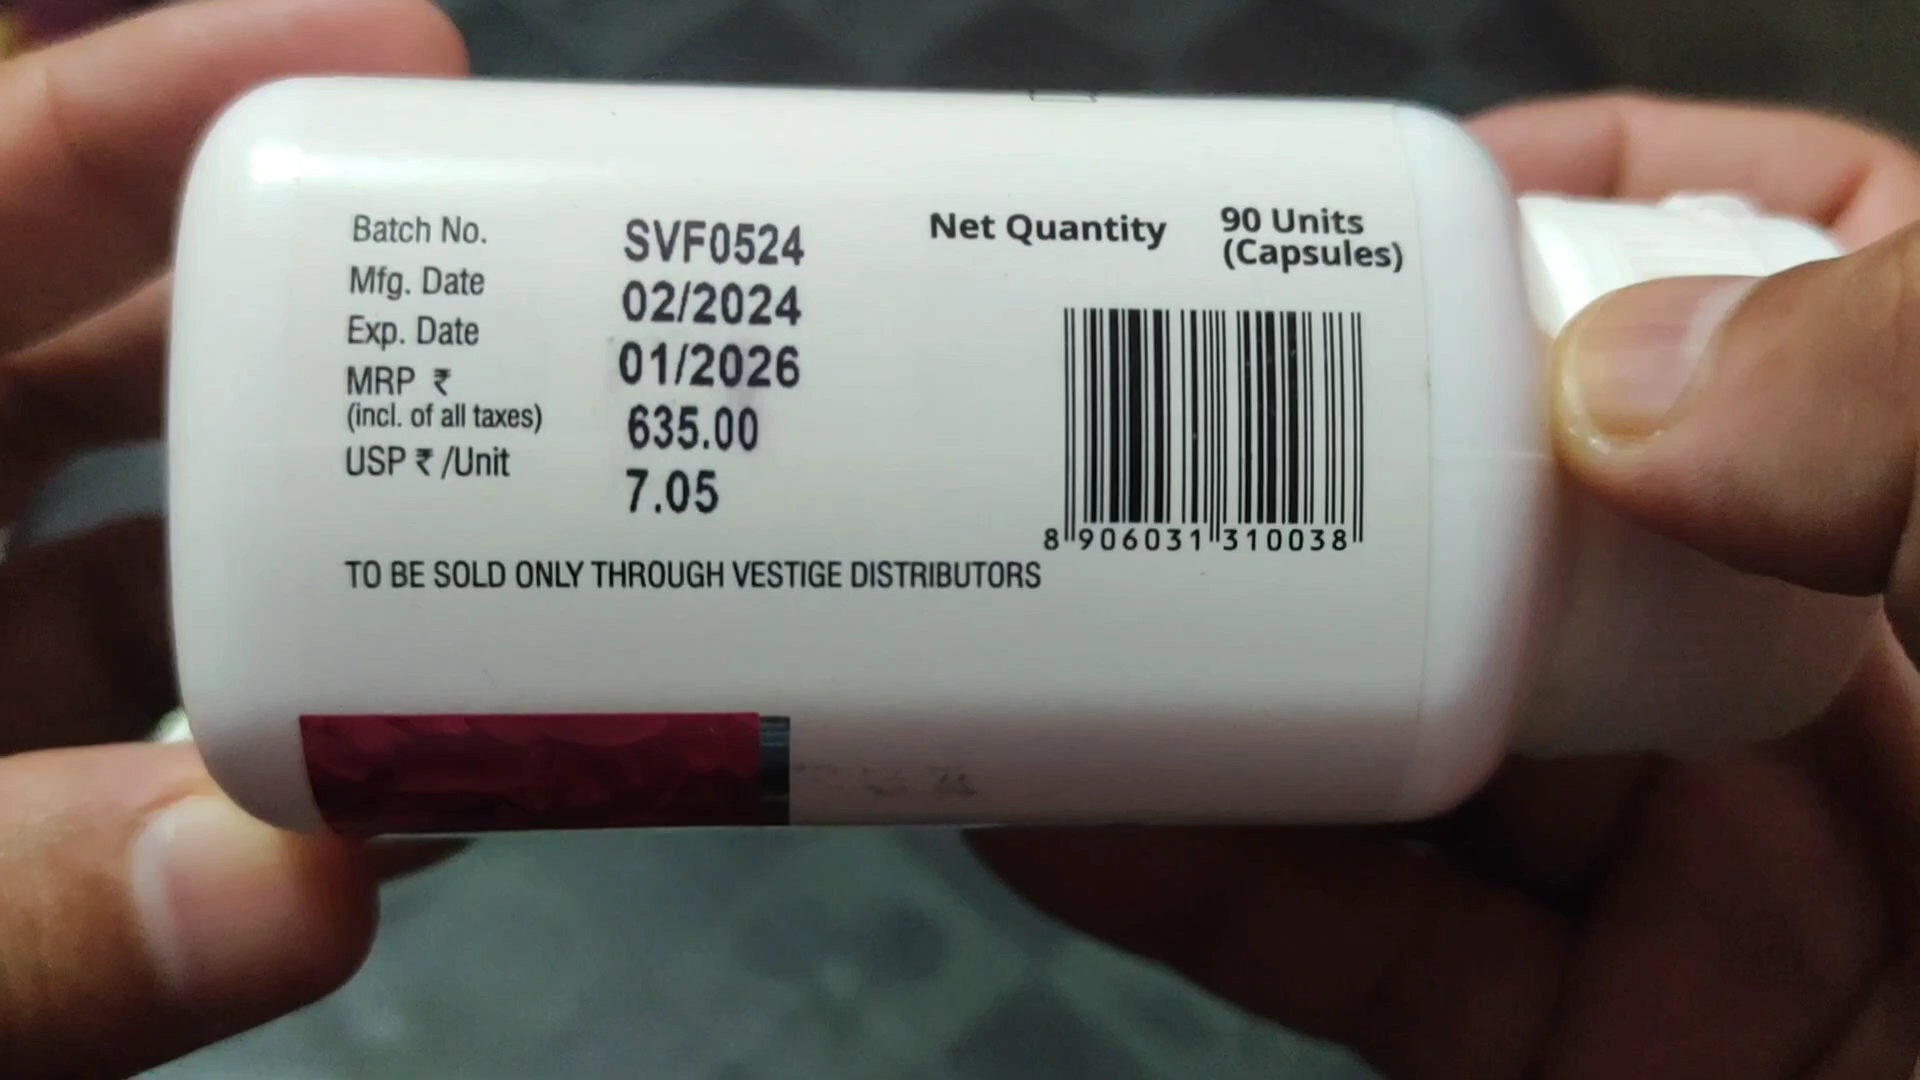 Batch No. SVF0524
Mfg. Date 02/2024
Exp. Date 01/2026
MRP ₹ 635.00
(incl. of all taxes)
USP ₹ /Unit 7.05
TO BE SOLD ONLY THROUGH VESTIGE DISTRIBUTORS
Net Quantity 90 Units
(Capsules)
8 906031 310038